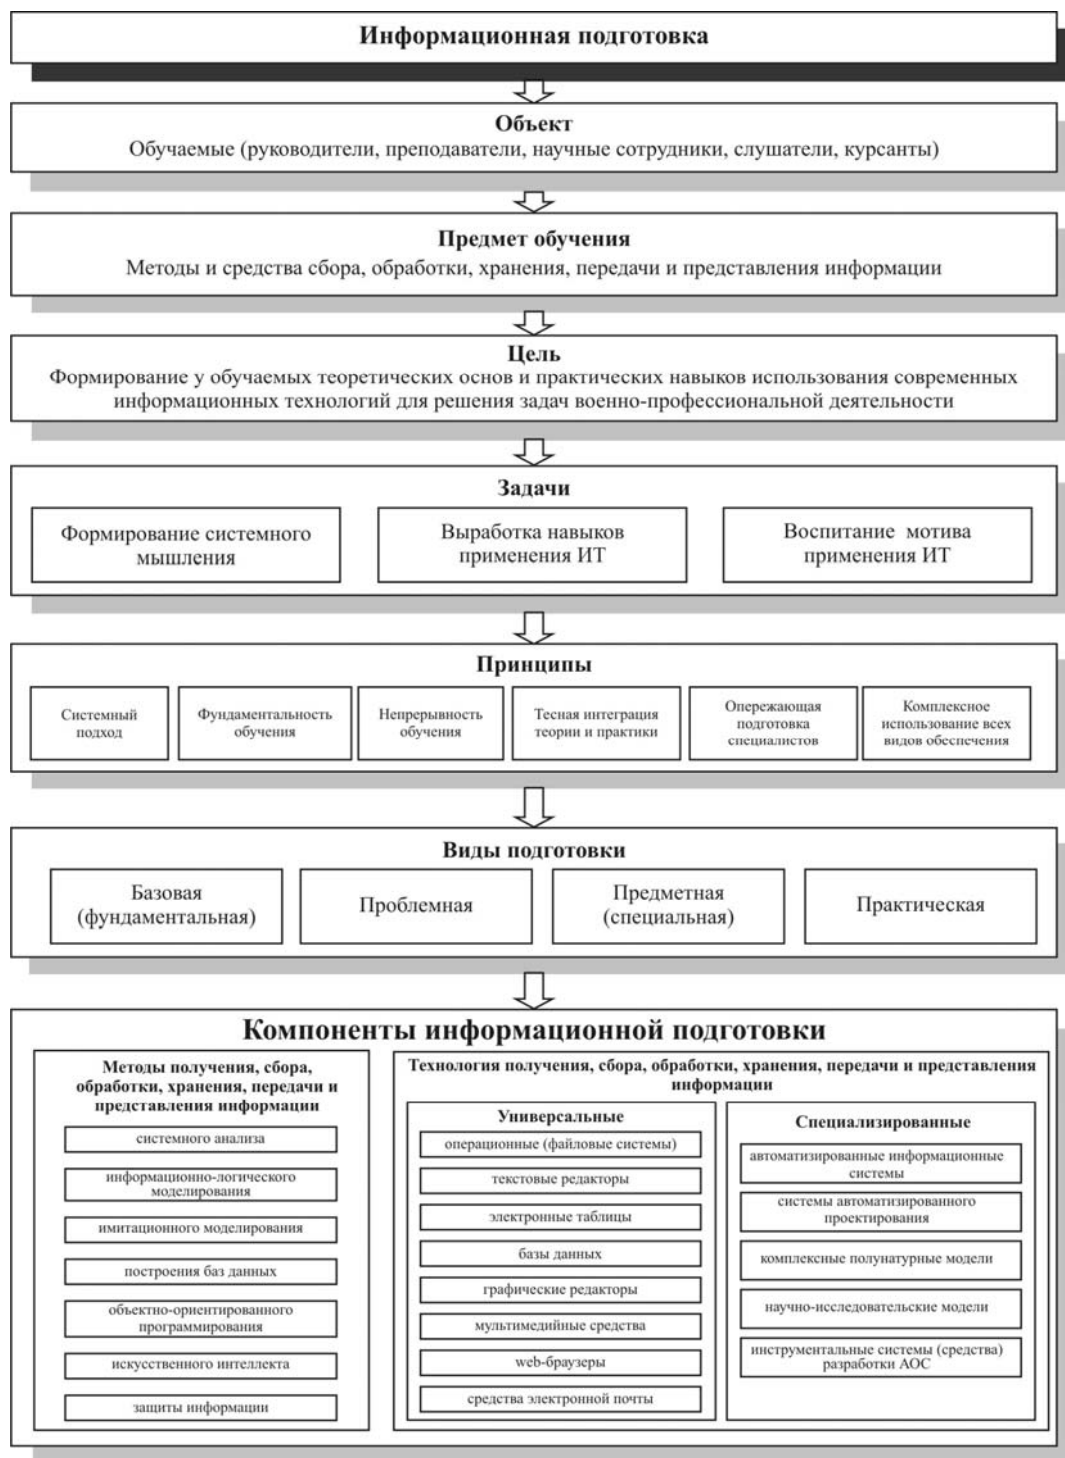 Информационная подготовка
Объект
Обучаемые (руководители, преподаватели, научные сотрудники, слушатели, курсанты)
Предмет обучения
Методы и средства сбора, обработки, хранения, передачи и представления информации
Цель
Формирование у обучаемых теоретических основ и практических навыков использования современных
информационных технологий для решения задач военно-профессиональной деятельности
Задачи
Формирование системного
мышления
Выработка навыков
применения ИТ
Воспитание мотива
применения ИТ
Принципы
Системный
подход
Фундаментальность
обучения
Непрерывность
обучения
Тесная интеграция
теории и практики
Опережающая
подготовка
специалистов
Комплексное
использование всех
видов обеспечения
Виды подготовки
Базовая
(фундаментальная)
Проблемная
Предметная
(специальная)
Практическая
Компоненты информационной подготовки
Методы получения, сбора,
обработки, хранения, передачи и
представления информации
системного анализа
информационно-логического
моделирования
имитационного моделирования
построения баз данных
объектно-ориентированного
программирования
искусственного интеллекта
защиты информации
Технология получения, сбора, обработки, хранения, передачи и представления
информации
Универсальные
операционные (файловые системы)
текстовые редакторы
электронные таблицы
базы данных
графические редакторы
мультимедийные средства
web-браузеры
средства электронной почты
Специализированные
автоматизированные информационные
системы
системы автоматизированного
проектирования
комплексные полунатурные модели
научно-исследовательские модели
инструментальные системы (средства)
разработки АОС